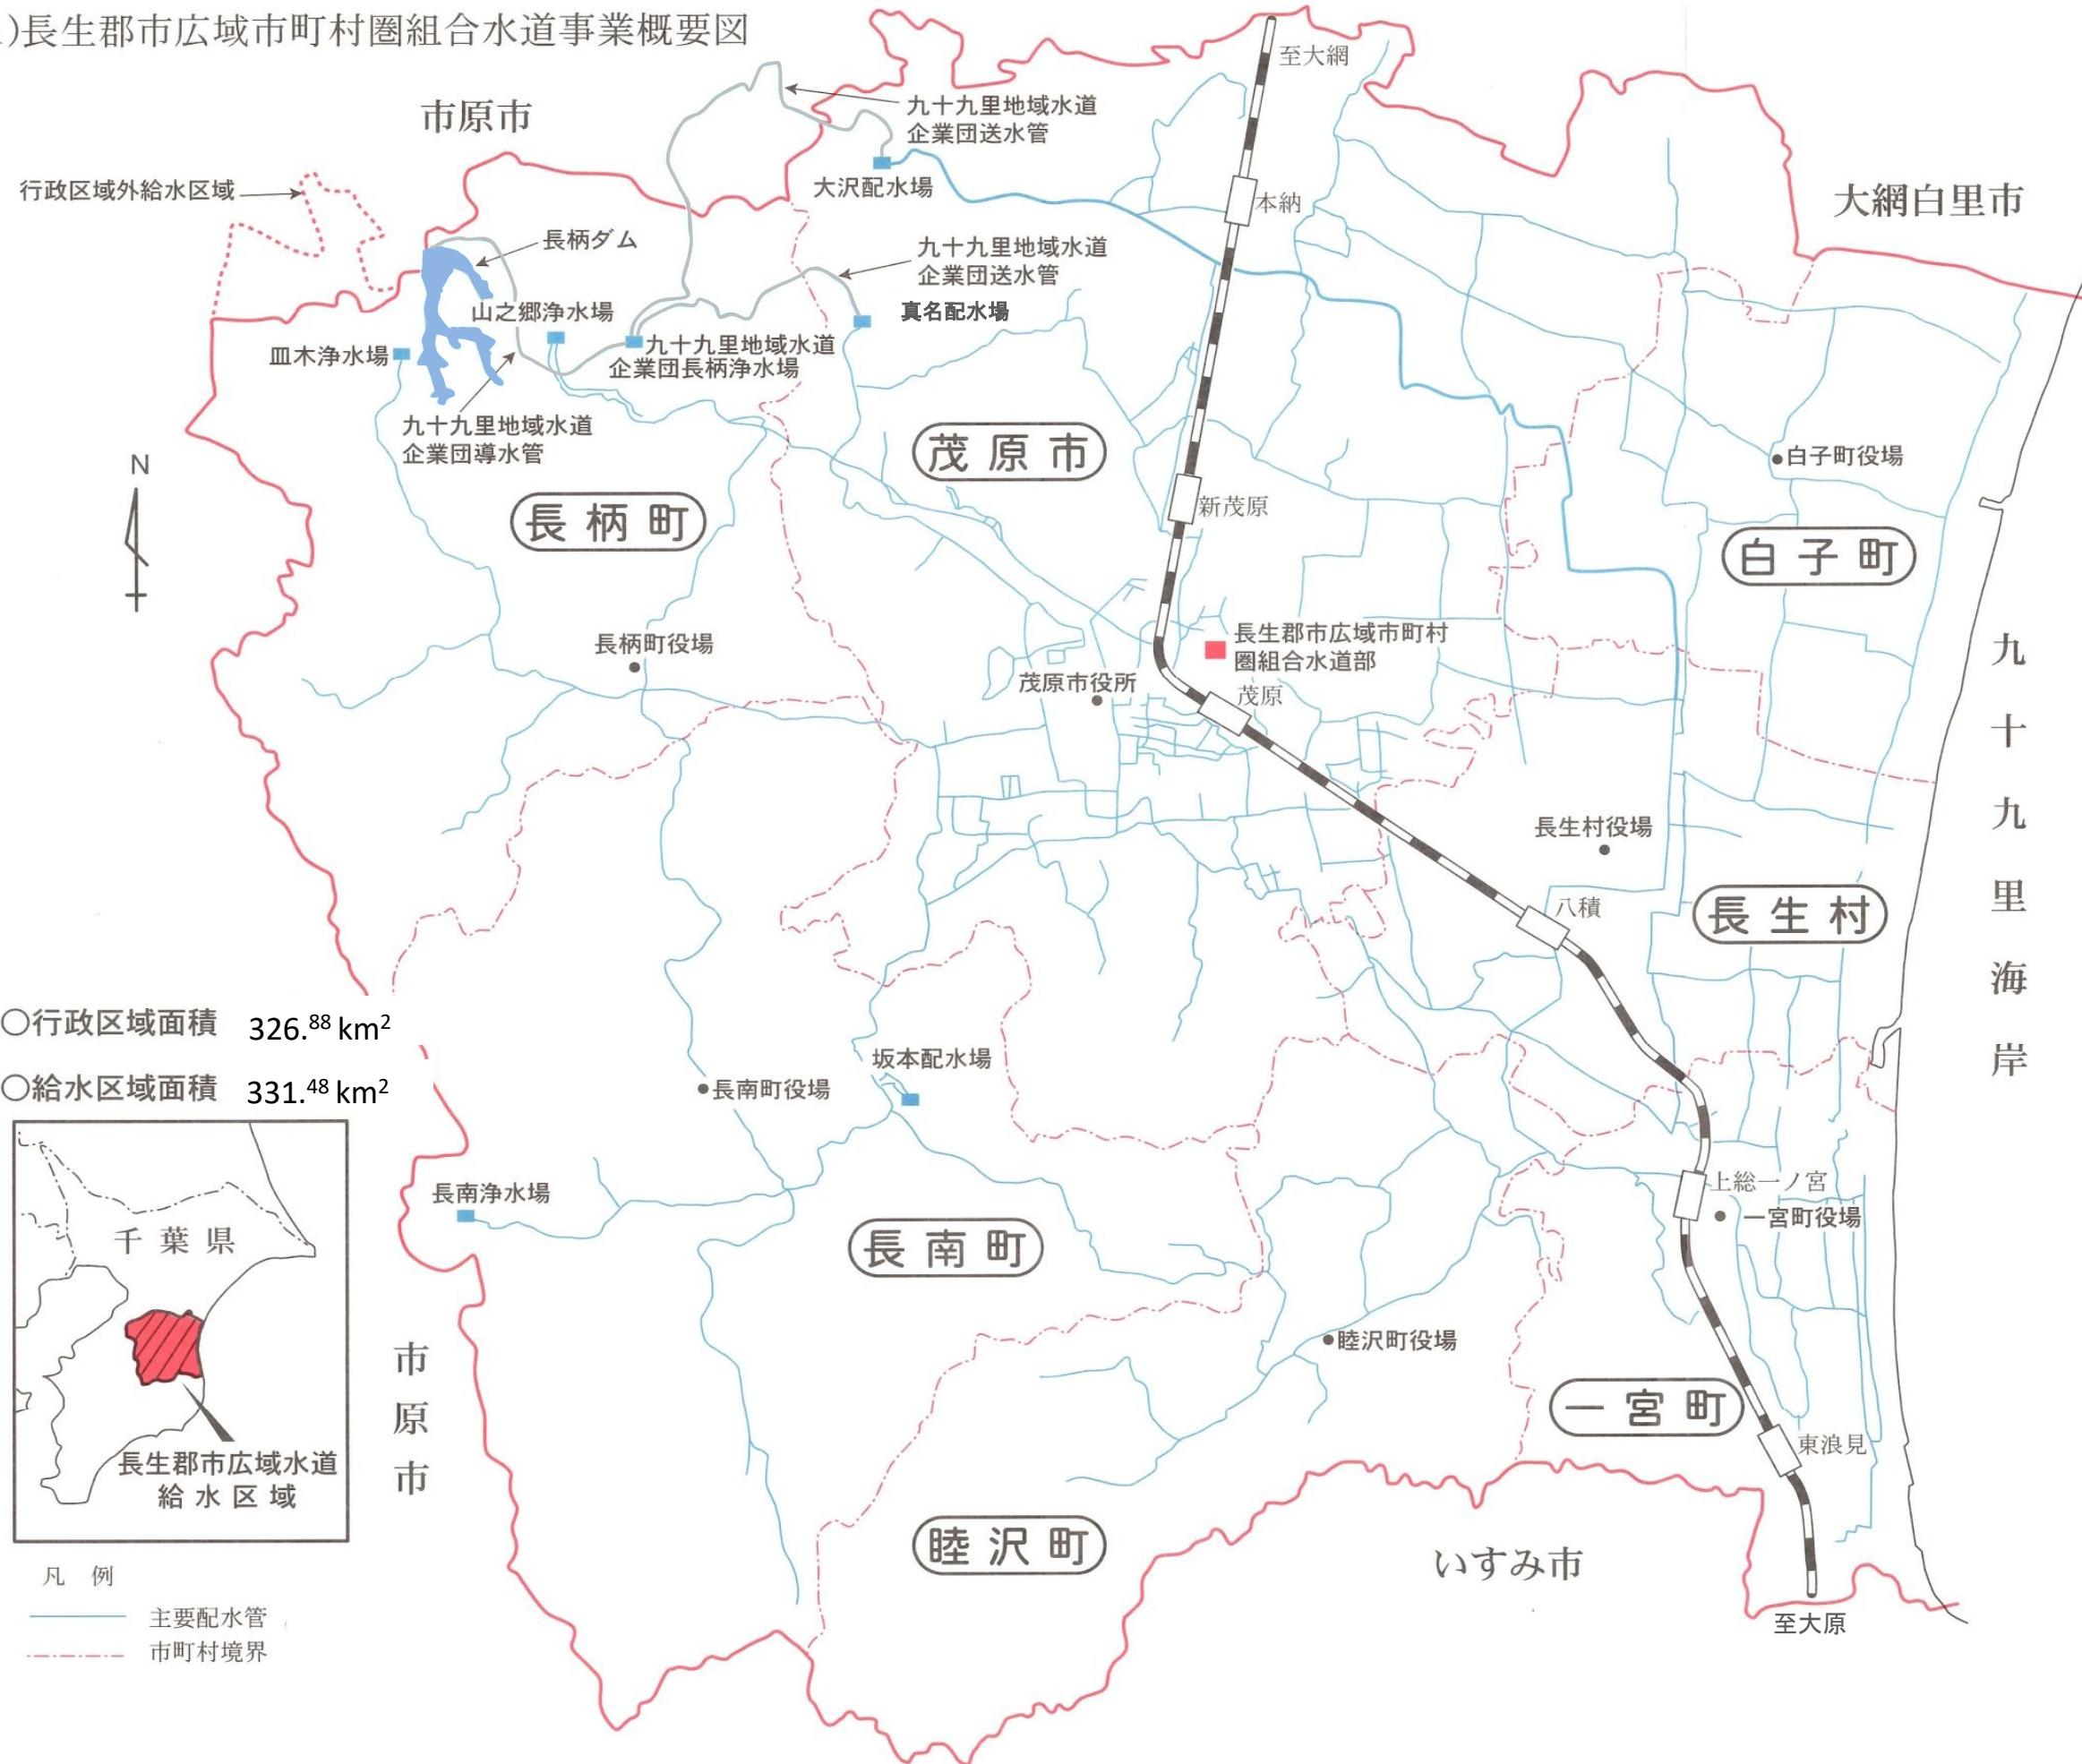 )長生郡市広域市町村圏組合水道事業概要図
至大網
市原市
九十九里地域水道
企業団送水管
行政区域外給水区域
大沢配水場
大網白里市
本納
長柄ダム
九十九里地域水道
企業団送水管
真名配水場
山之郷浄水場
皿木浄水場
九十九里地域水道
企業団長柄浄水場
九十九里地域水道
企業団導水管
茂原市
白子町役場
N
長柄町
新茂原
白子町
長柄町役場
長生郡市広域市町村
圏組合水道部
茂原市役所
茂原
九十九里海岸
長生村役場
八積
長生村
○行政区域面積 326.88 km2
○給水区域面積 331.48 km2
坂本配水場
長南町役場
長南浄水場
上総一ノ宮
一宮町役場
千葉県
長南町
睦沢町役場
市原市
一宮町
東浪見
長生郡市広域水道
給水区域
睦沢町
いすみ市
凡 例
主要配水管
市町村境界
至大原